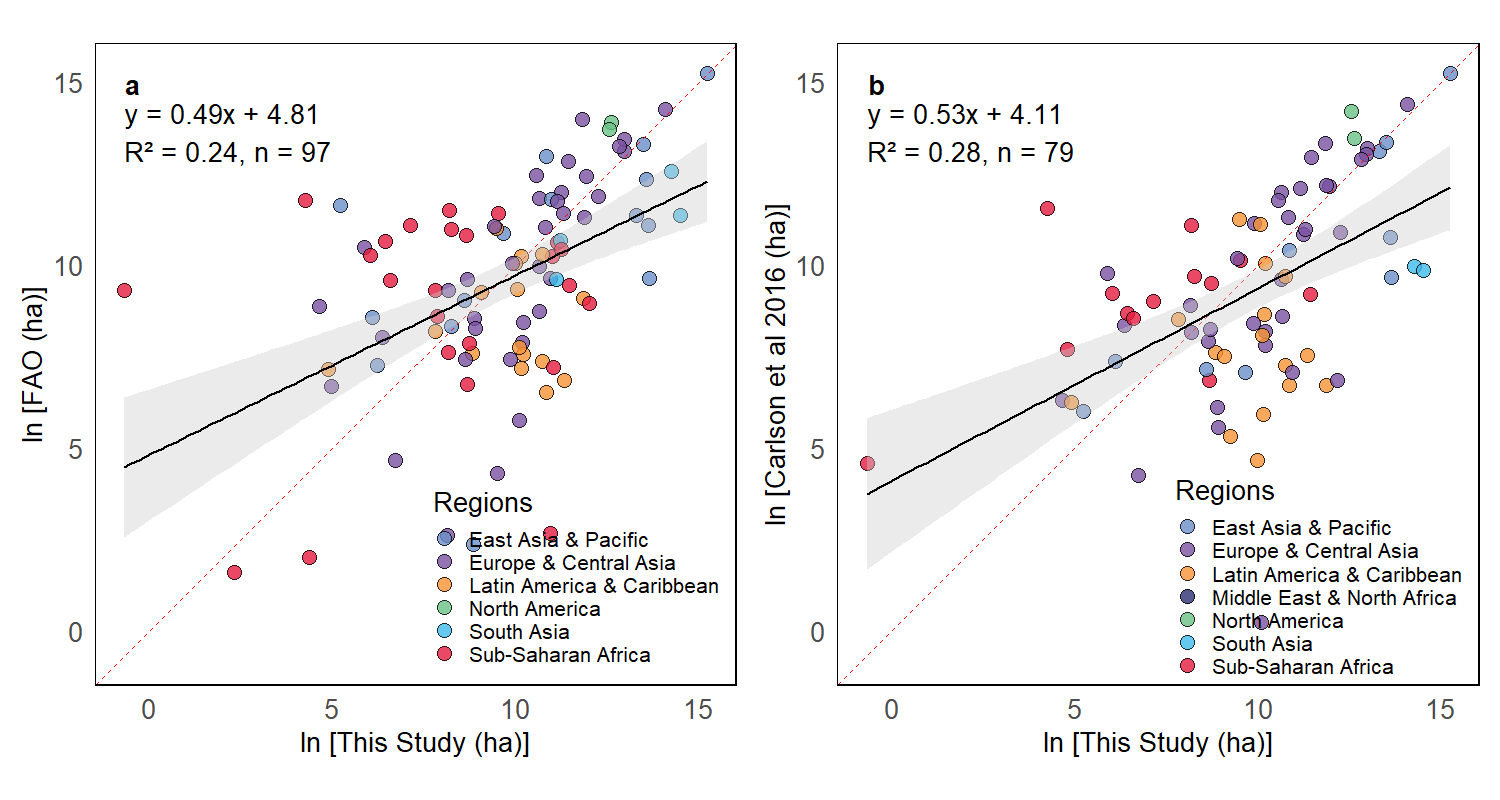 a
y = 0.49x + 4.81
R² = 0.24, n = 97
15
10
5
0
ln [FAO (ha)]
Regions
East Asia & Pacific
Europe & Central Asia
Latin America & Caribbean
North America
South Asia
Sub-Saharan Africa
0 5 10 15
ln [This Study (ha)]
b
y = 0.53x + 4.11
R² = 0.28, n = 79
15
10
5
0
ln [Carlson et al 2016 (ha)]
Regions
East Asia & Pacific
Europe & Central Asia
Latin America & Caribbean
Middle East & North Africa
North America
South Asia
Sub-Saharan Africa
0 5 10 15
ln [This Study (ha)]